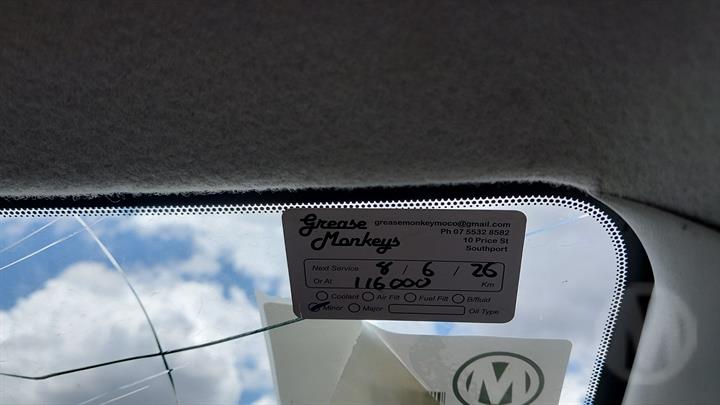 Grease Monkeys
greasemonkeymoco@gmail.com
Ph 07 5532 8582
10 Price St
Southport
Next Service 8 / 6 / 26
Or At 116000 Km
Coolant Air Filt Fuel Filt B/fluid
Minor Major Oil Type
M
M